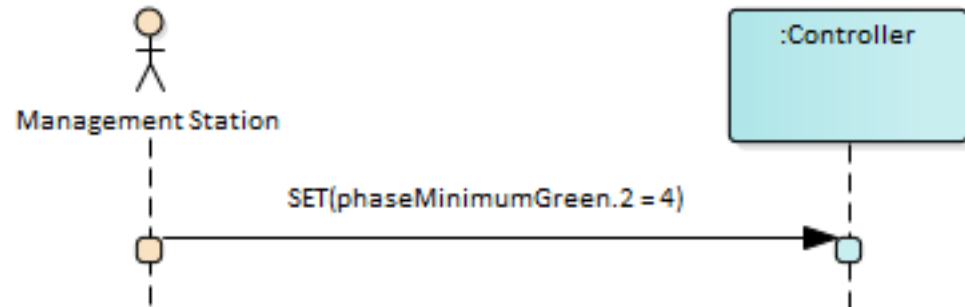 :Controller
Management Station
SET(phaseMinimumGreen.2 = 4)